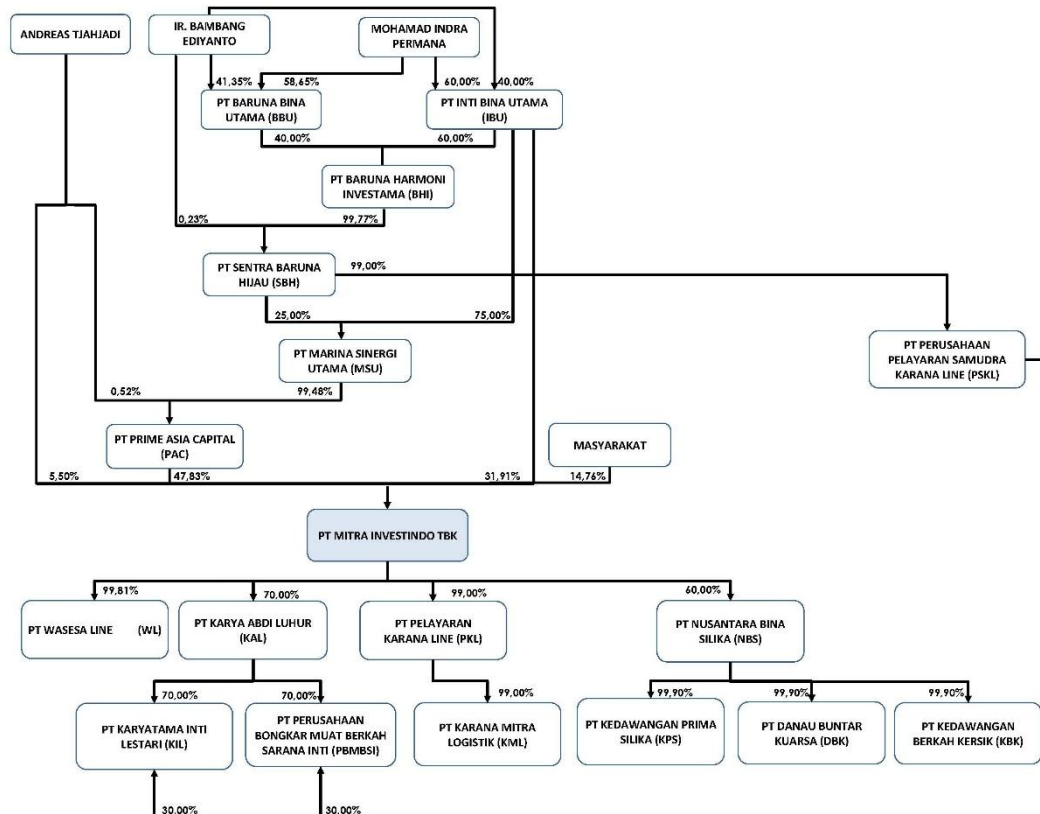 ANDREAS TJAHJADI
IR. BAMBANG
EDIYANTO
MOHAMAD INDRA
PERMANA
41,35%
58,65%
60,00%
40,00%
PT BARUNA BINA
UTAMA (BBU)
PT INTI BINA UTAMA
(IBU)
40,00%
60,00%
PT BARUNA HARMONI
INVESTAMA (BHI)
0,23%
99,77%
PT SENTRA BARUNA
HIJAU (SBH)
99,00%
25,00%
75,00%
PT MARINA SINERGI
UTAMA (MSU)
PT PERUSAHAAN
PELAYARAN SAMUDRA
KARANA LINE (PSKL)
0,52%
99,48%
PT PRIME ASIA CAPITAL
(PAC)
MASYARAKAT
5,50%
47,83%
31,91%
14,76%
PT MITRA INVESTINDO TBK
99,81%
70,00%
99,00%
60,00%
PT WASESA LINE (WL)
PT KARYA ABDI LUHUR
(KAL)
PT PELAYARAN
KARANA LINE (PKL)
PT NUSANTARA BINA
SILIKA (NBS)
70,00%
70,00%
99,00%
99,90%
99,90%
99,90%
PT KARYATAMA INTI
LESTARI (KIL)
PT PERUSAHAAN
BONGKAR MUAT BERKAH
SARANA INTI (PBMBSI)
PT KARANA MITRA
LOGISTIK (KML)
PT KEDAWANGAN PRIMA
SILIKA (KPS)
PT DANAU BUNTAR
KUARSA (DBK)
PT KEDAWANGAN
BERKAH KERSIK (KBK)
30,00%
30,00%